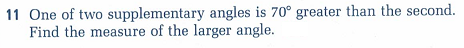 11 One of two supplementary angles is 70° greater than the second.
Find the measure of the larger angle.